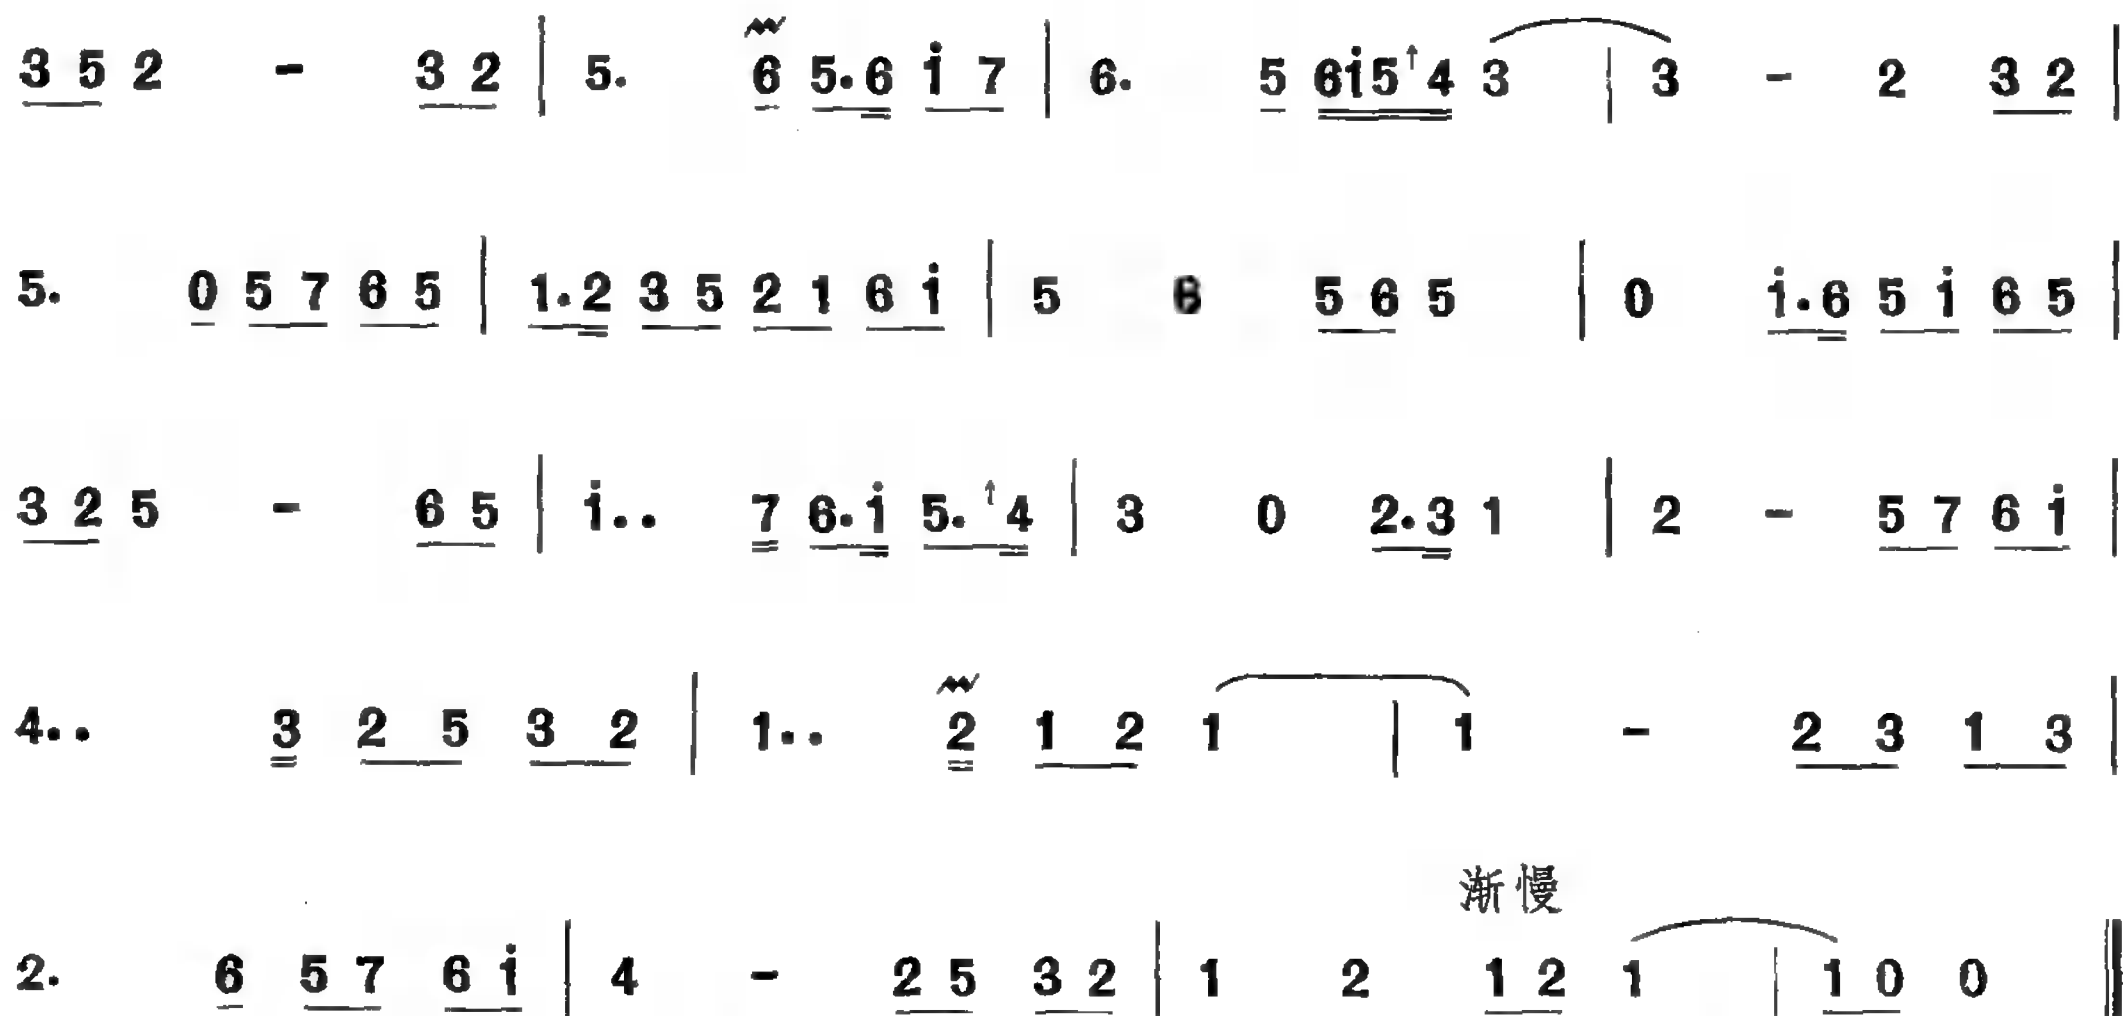 3 5 2 - 3 2 | 5. 6 5.6 i 7 | 6. 5 6i5↑4 3 | 3 - 2 3 2 |
5. 0 5 7 6 5 | 1.2 3 5 2 1 6 i | 5 6 5 6 5 | 0 i.6 5 i 6 5 |
3 2 5 - 6 5 | i.. 7 6.i 5.↑4 | 3 0 2.3 1 | 2 - 5 7 6 i |
4.. 3 2 5 3 2 | 1.. 2 1 2 1 | 1 - 2 3 1 3 |
渐慢
2. 6 5 7 6 i | 4 - 2 5 3 2 | 1 2 1 2 1 | 1 0 0 ‖